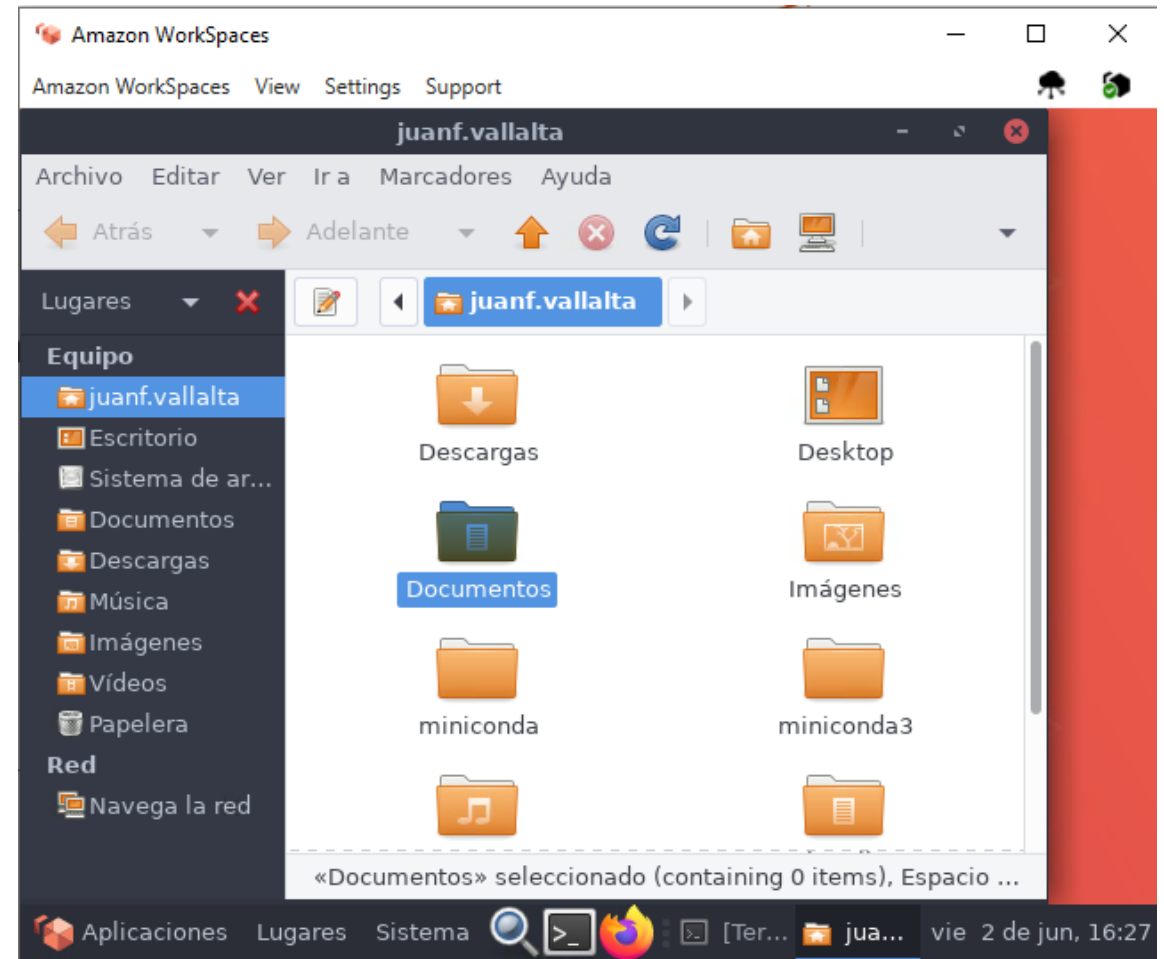 Amazon WorkSpaces
Amazon WorkSpaces View Settings Support
juanf.vallalta
Archivo Editar Ver Ir a Marcadores Ayuda
Atrás Adelante
Lugares
juanf.vallalta
Equipo
juanf.vallalta
Escritorio
Sistema de ar...
Documentos
Descargas
Música
Imágenes
Vídeos
Papelera
Red
Navega la red
Descargas Desktop
Documentos Imágenes
miniconda miniconda3
«Documentos» seleccionado (containing 0 items), Espacio ...
Aplicaciones Lugares Sistema [Ter... jua... vie 2 de jun, 16:27